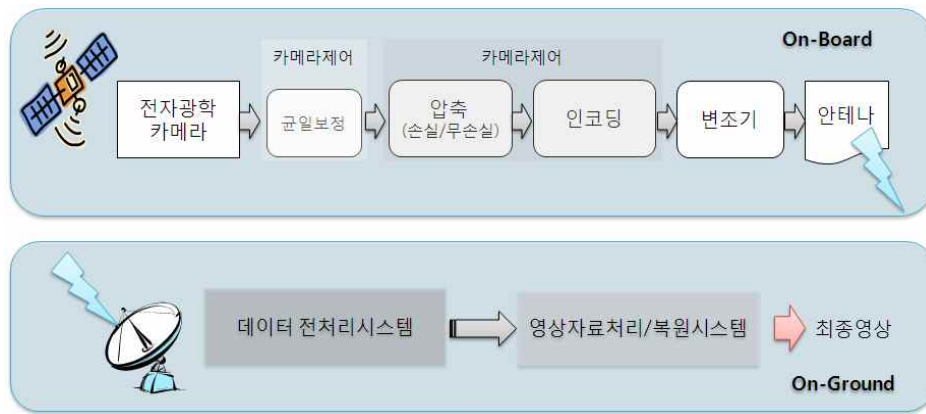 On-Board
카메라제어
카메라제어
전자광학
카메라
균일보정
압축
(손실/무손실)
인코딩
변조기
안테나
데이터 전처리시스템
영상자료처리/복원시스템
최종영상
On-Ground